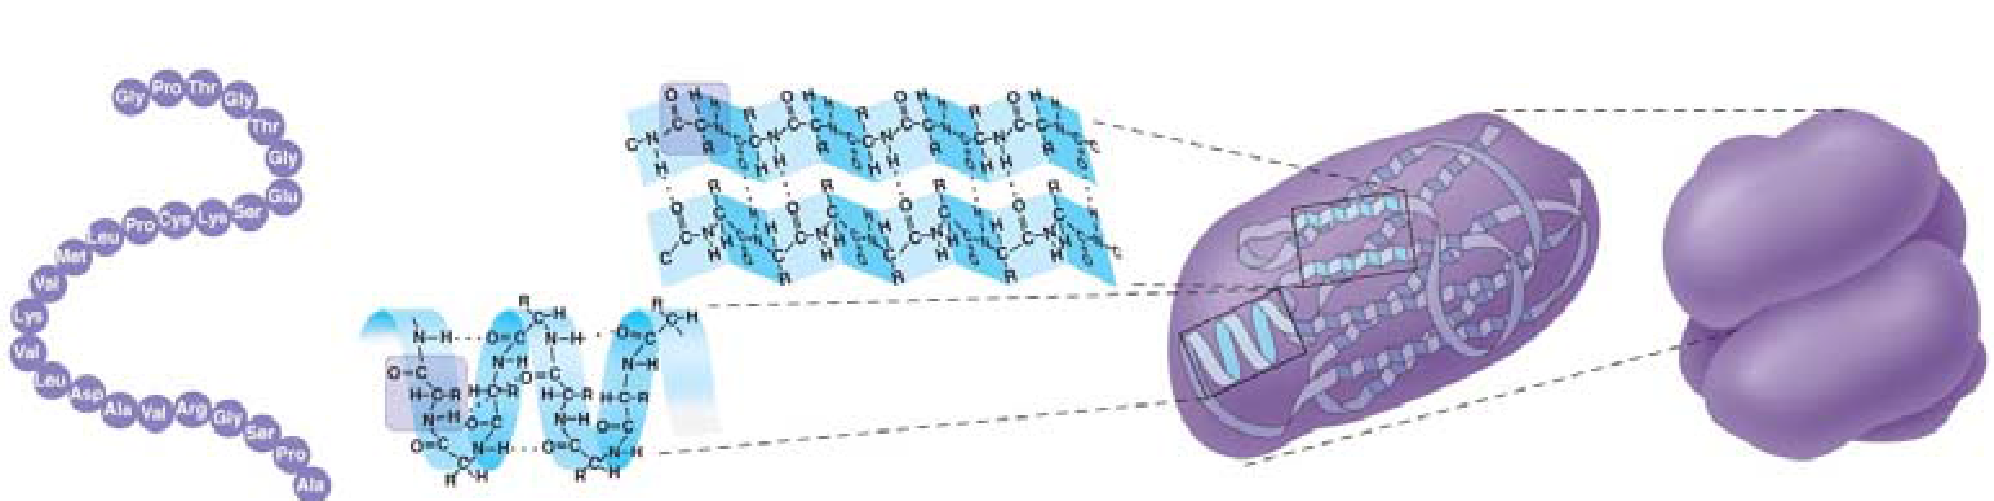 Gly Pro Thr Gly Thr Gly Glu Ser Lys Cys Pro Leu Met Val Lys Val Leu Asp Ala Val Arg Gly Ser Pro Ala
O H H O H H O H H O H H
R R R
C N C C N C N C C N C N C C N C N C C N C
H R H H R H H R H H R
H H H H
R R R R
O O O O
C C N C C N C C N C C N C
H H H H
R R R R
R C H R C H
N H O C N H O C
O C N H O C N H
H C R H C R H C R H C R
N H O C N H O C
O C N H O C N H
R C H R C H